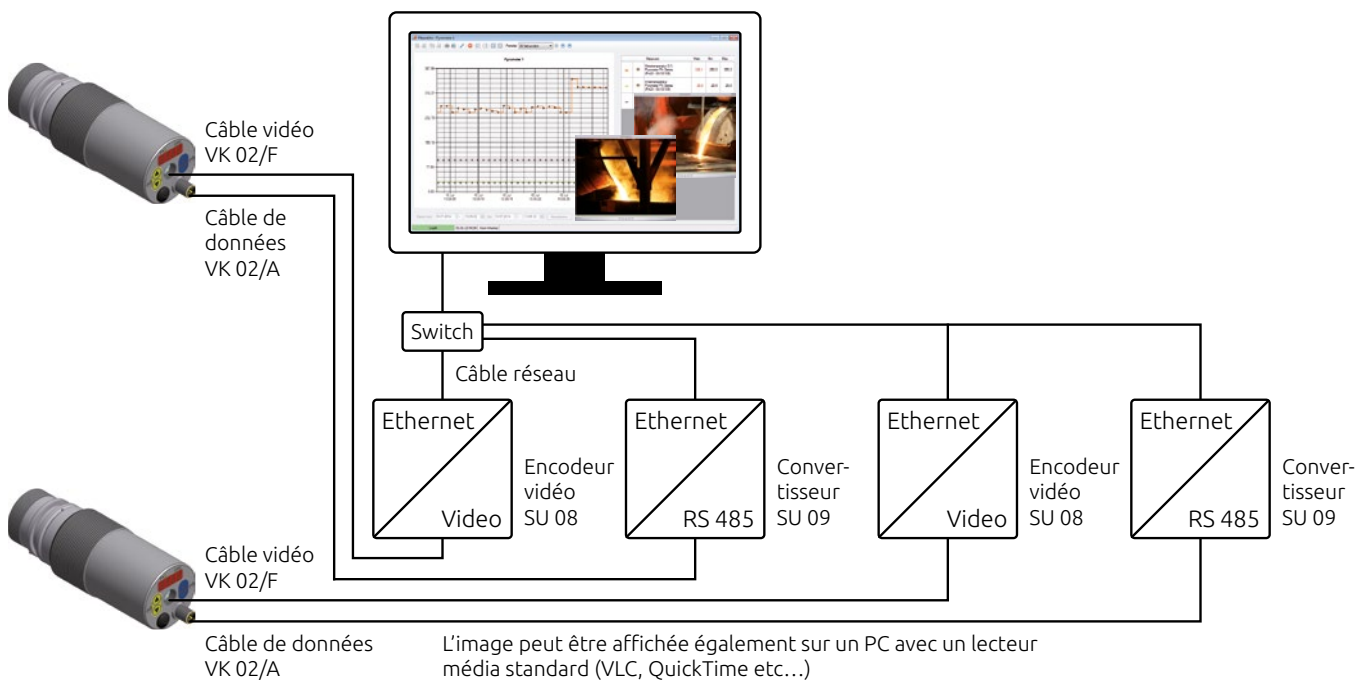 Câble vidéo
VK 02/F
Câble de
données
VK 02/A
Switch
Câble réseau
Ethernet
Video
Encodeur
vidéo
SU 08
Ethernet
RS 485
Conver-
tisseur
SU 09
Ethernet
Video
Encodeur
vidéo
SU 08
Ethernet
RS 485
Conver-
tisseur
SU 09
Câble vidéo
VK 02/F
Câble de données
VK 02/A
L'image peut être affichée également sur un PC avec un lecteur
média standard (VLC, QuickTime etc…)